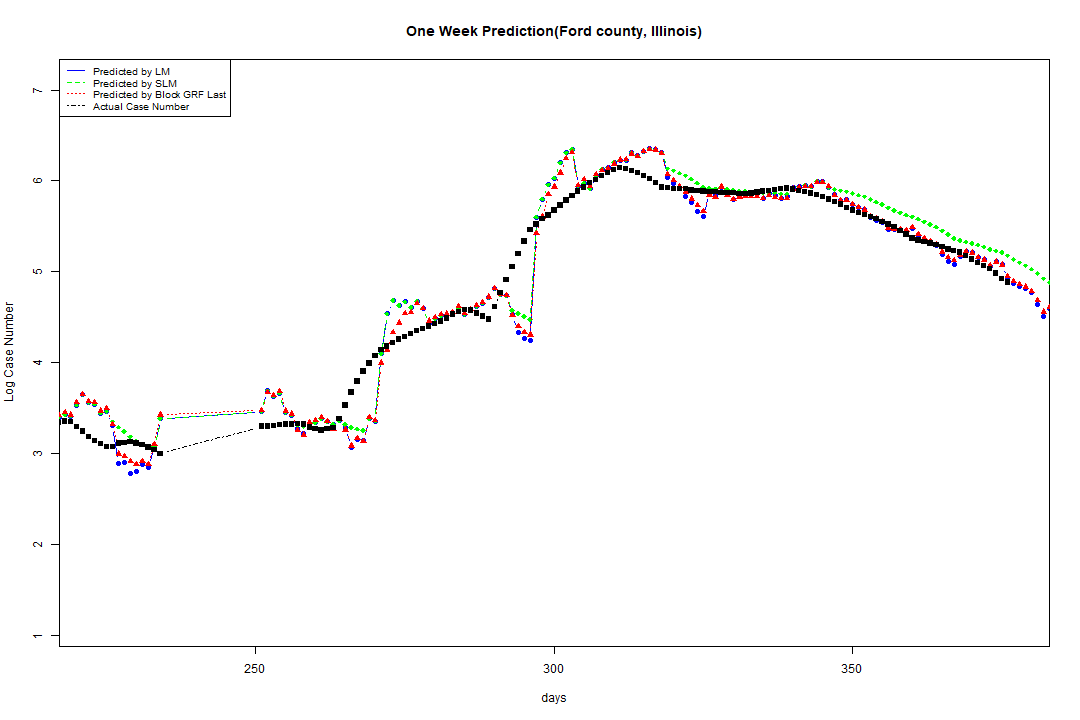 One Week Prediction(Ford county, Illinois)
Predicted by LM
Predicted by SLM
Predicted by Block GRF Last
Actual Case Number
7
6
5
4
3
2
1
Log Case Number
250
300
350
days